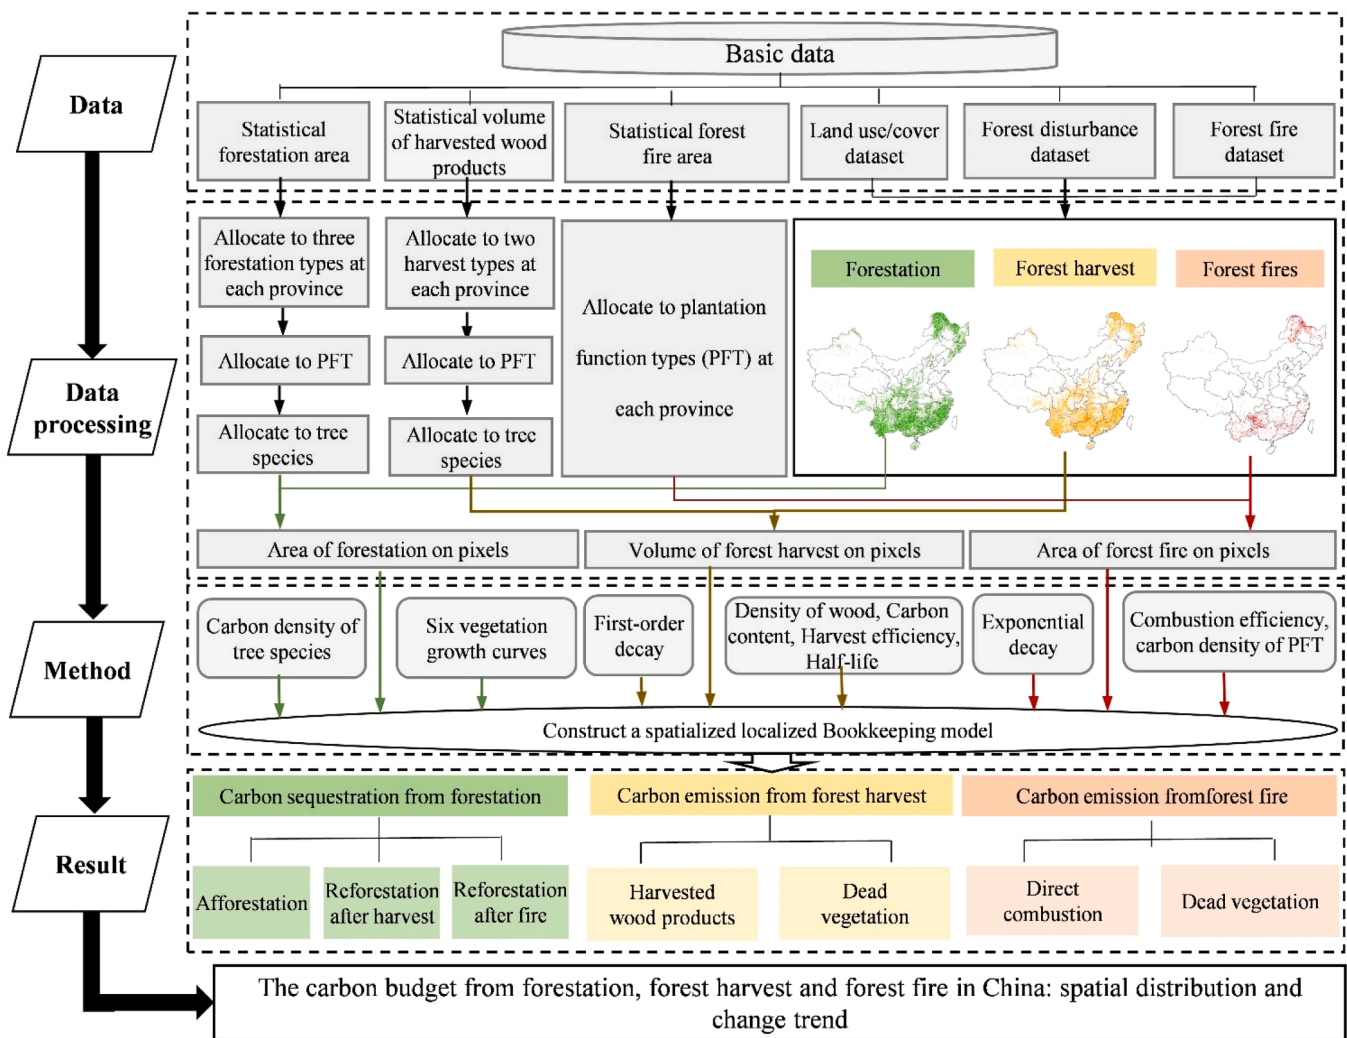 Data
Basic data
Statistical
forestation area
Statistical volume
of harvested wood
products
Statistical forest
fire area
Land use/cover
dataset
Forest disturbance
dataset
Forest fire
dataset
Data
processing
Allocate to three
forestation types at
each province
Allocate to two
harvest types at
each province
Allocate to plantation
function types (PFT) at
each province
Forestation
Forest harvest
Forest fires
Allocate to PFT
Allocate to PFT
Allocate to tree
species
Allocate to tree
species
Area of forestation on pixels
Volume of forest harvest on pixels
Area of forest fire on pixels
Method
Carbon density of
tree species
Six vegetation
growth curves
First-order
decay
Density of wood, Carbon
content, Harvest efficiency,
Half-life
Exponential
decay
Combustion efficiency,
carbon density of PFT
Construct a spatialized localized Bookkeeping model
Result
Carbon sequestration from forestation
Carbon emission from forest harvest
Carbon emission fromforest fire
Afforestation
Reforestation
after harvest
Reforestation
after fire
Harvested
wood products
Dead
vegetation
Direct
combustion
Dead vegetation
The carbon budget from forestation, forest harvest and forest fire in China: spatial distribution and
change trend